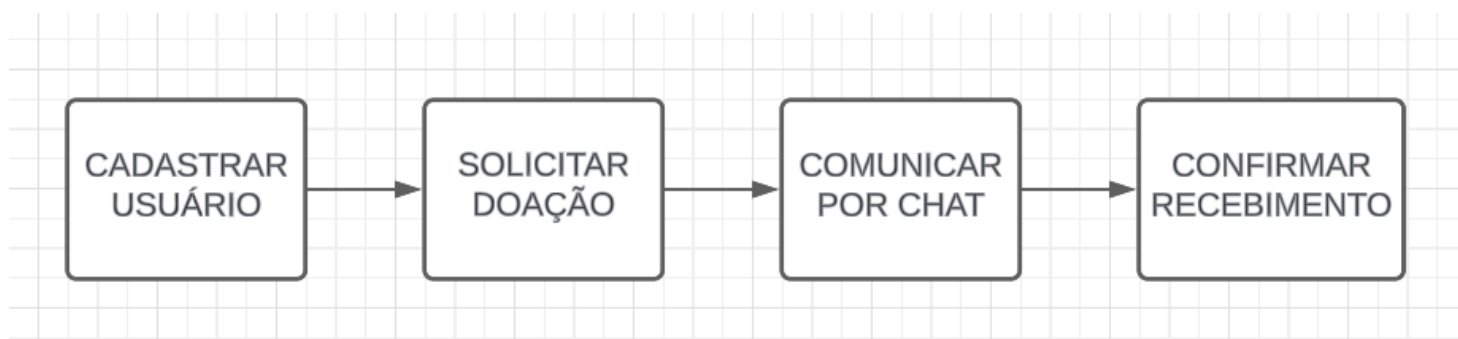 CADASTRAR
USUÁRIO
SOLICITAR
DOAÇÃO
COMUNICAR
POR CHAT
CONFIRMAR
RECEBIMENTO